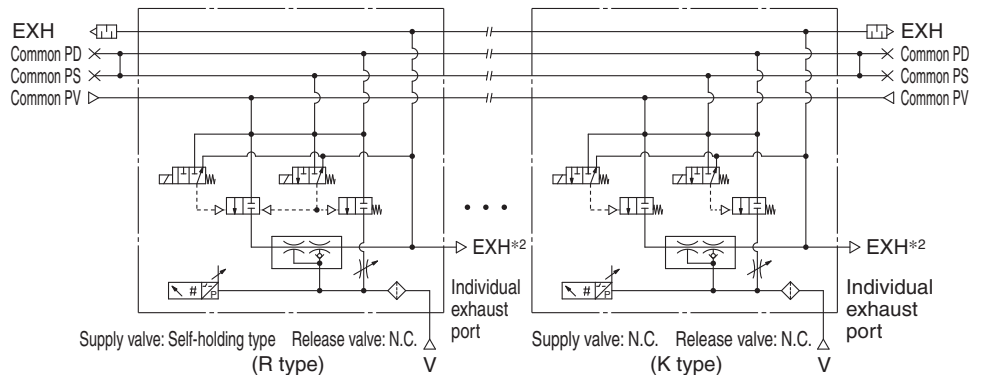 EXH EXH
Common PD Common PD
Common PS Common PS
Common PV Common PV
• • •
EXH*2 EXH*2
# P # P
Individual exhaust port Individual exhaust port
Supply valve: Self-holding type Release valve: N.C. V Supply valve: N.C. Release valve: N.C. V
(R type) (K type)